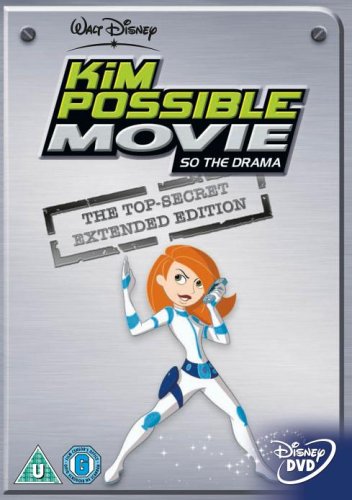 WALT DISNEY
KiM
POSSIBLE
MOVIE
SO THE DRAMA
THE TOP-SECRET
EXTENDED EDITION
U
DISNEY
DVD